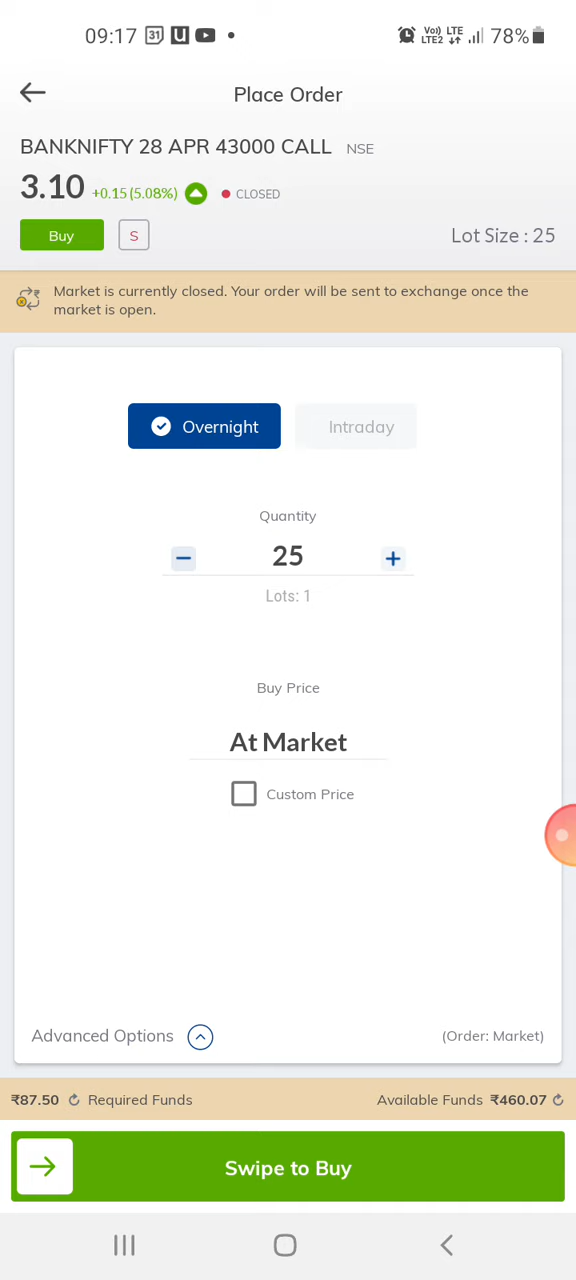 09:17 31 U Vo) LTE LTE2 78%
Place Order
BANKNIFTY 28 APR 43000 CALL NSE
3.10 +0.15(5.08%) CLOSED
Buy S Lot Size : 25
Market is currently closed. Your order will be sent to exchange once the
market is open.
Overnight Intraday
Quantity
25
Lots: 1
Buy Price
At Market
Custom Price
Advanced Options (Order: Market)
₹87.50 Required Funds Available Funds ₹460.07
Swipe to Buy